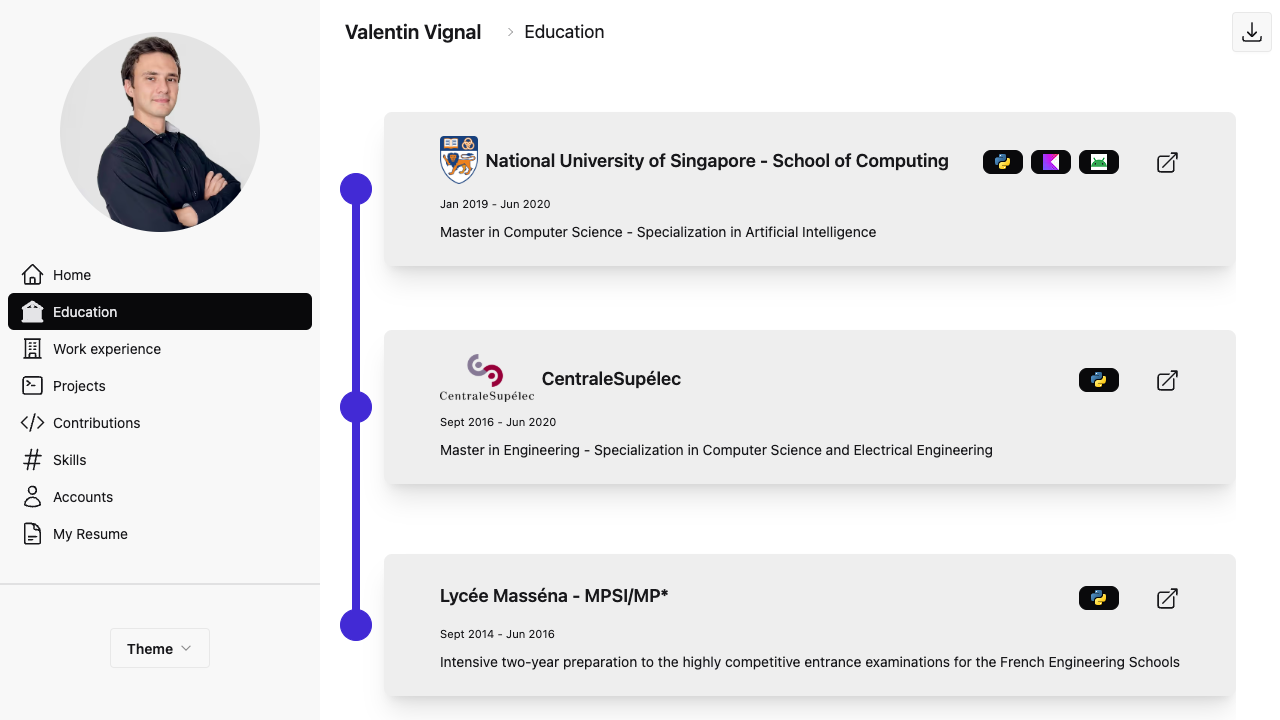 Valentin Vignal
Education
Home
Education
Work experience
Projects
Contributions
Skills
Accounts
My Resume
Theme
National University of Singapore - School of Computing
Jan 2019 - Jun 2020
Master in Computer Science - Specialization in Artificial Intelligence
CentraleSupélec
CentraleSupélec
Sept 2016 - Jun 2020
Master in Engineering - Specialization in Computer Science and Electrical Engineering
Lycée Masséna - MPSI/MP*
Sept 2014 - Jun 2016
Intensive two-year preparation to the highly competitive entrance examinations for the French Engineering Schools